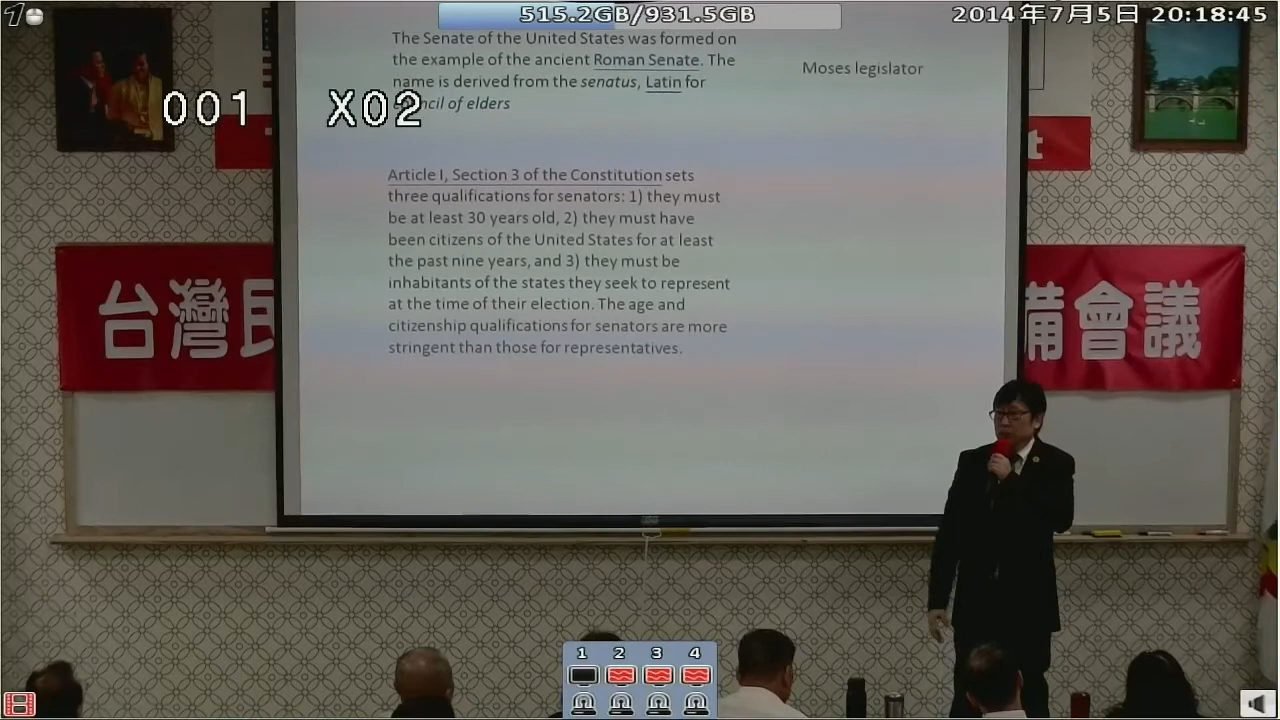 515.2GB/931.5GB
2014年7月5日 20:18:45
001 X02
The Senate of the United States was formed on
the example of the ancient Roman Senate. The
name is derived from the senatus, Latin for
of elders
Moses legislator
t
Article I, Section 3 of the Constitution sets
three qualifications for senators: 1) they must
be at least 30 years old, 2) they must have
been citizens of the United States for at least
the past nine years, and 3) they must be
inhabitants of the states they seek to represent
at the time of their election. The age and
citizenship qualifications for senators are more
stringent than those for representatives.
台灣民
備會議
1 2 3 4